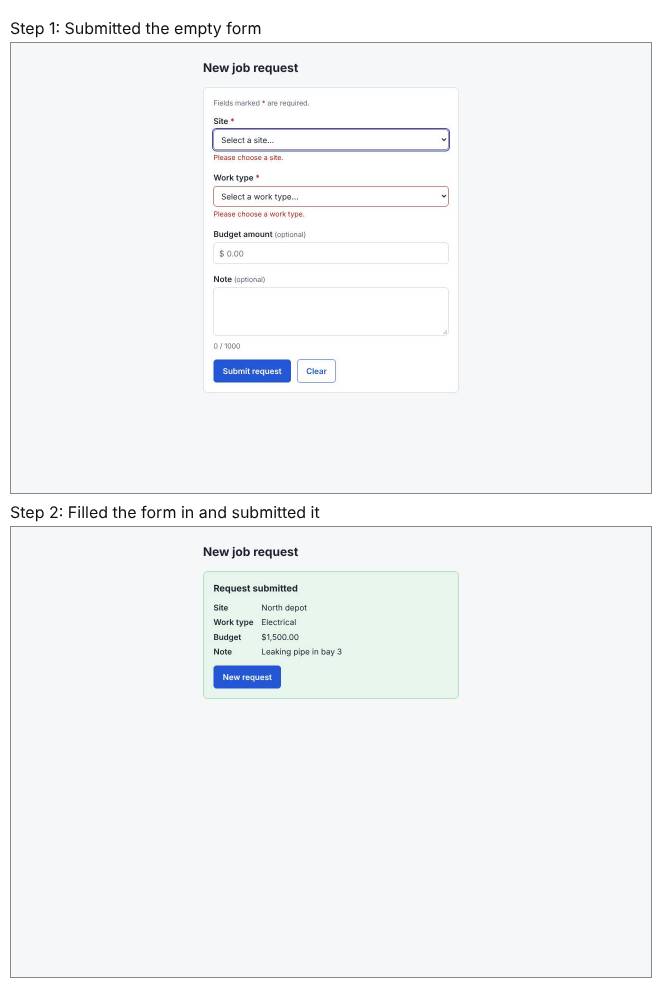 Step 1: Submitted the empty form
New job request
Fields marked * are required.
Site *
Select a site...
Please choose a site.
Work type *
Select a work type...
Please choose a work type.
Budget amount (optional)
$ 0.00
Note (optional)
0 / 1000
Submit request Clear
Step 2: Filled the form in and submitted it
New job request
Request submitted
Site North depot
Work type Electrical
Budget $1,500.00
Note Leaking pipe in bay 3
New request